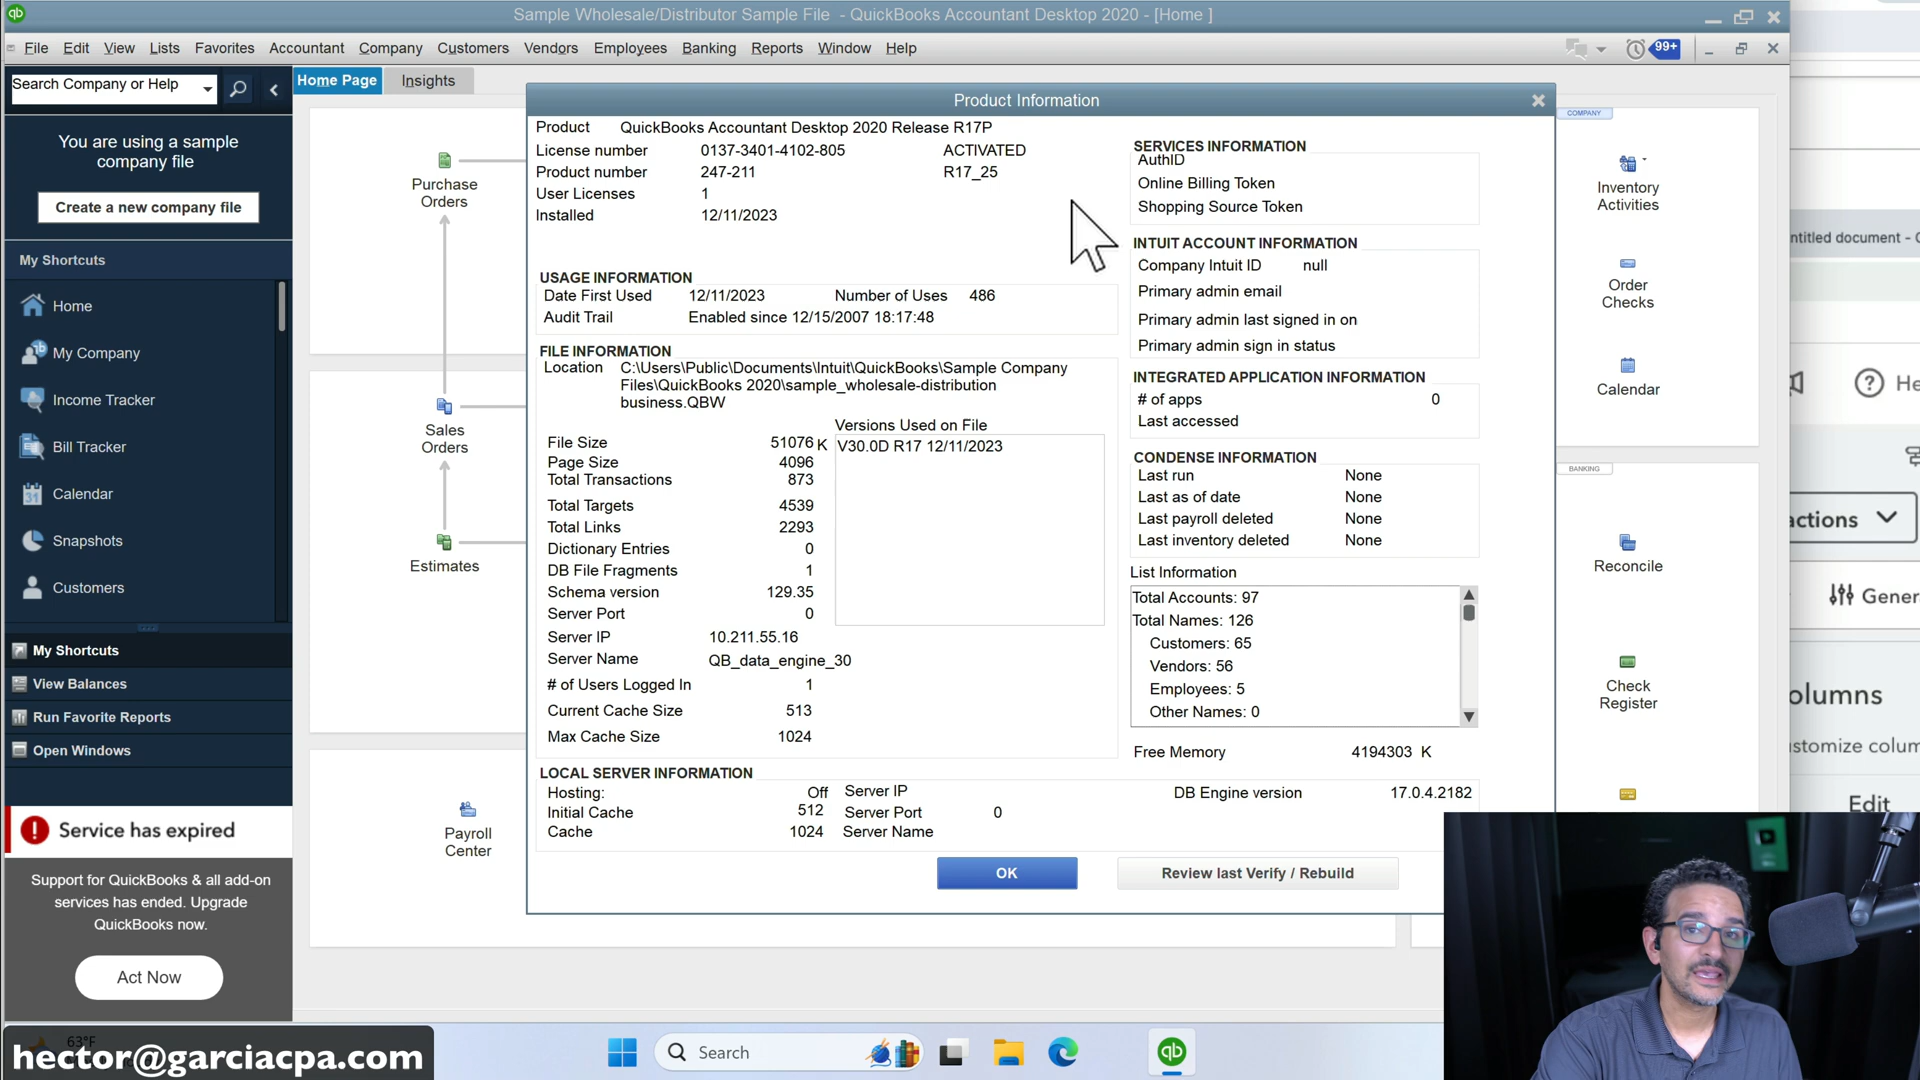 Sample Wholesale/Distributor Sample File - QuickBooks Accountant Desktop 2020 - [Home ]
File Edit View Lists Favorites Accountant Company Customers Vendors Employees Banking Reports Window Help
99+
Search Company or Help
Home Page
Insights
You are using a sample
company file
Create a new company file
My Shortcuts
Home
My Company
Income Tracker
Bill Tracker
Calendar
Snapshots
Customers
My Shortcuts
View Balances
Run Favorite Reports
Open Windows
Service has expired
Support for QuickBooks & all add-on
services has ended. Upgrade
QuickBooks now.
Act Now
Purchase
Orders
Sales
Orders
Estimates
Payroll
Center
Product Information
Product QuickBooks Accountant Desktop 2020 Release R17P
License number 0137-3401-4102-805 ACTIVATED
Product number 247-211 R17_25
User Licenses 1
Installed 12/11/2023
USAGE INFORMATION
Date First Used 12/11/2023 Number of Uses 486
Audit Trail Enabled since 12/15/2007 18:17:48
FILE INFORMATION
Location C:\Users\Public\Documents\Intuit\QuickBooks\Sample Company
Files\QuickBooks 2020\sample_wholesale-distribution
business.QBW
Versions Used on File
V30.0D R17 12/11/2023
File Size 51076 K
Page Size 4096
Total Transactions 873
Total Targets 4539
Total Links 2293
Dictionary Entries 0
DB File Fragments 1
Schema version 129.35
Server Port 0
Server IP 10.211.55.16
Server Name QB_data_engine_30
# of Users Logged In 1
Current Cache Size 513
Max Cache Size 1024
LOCAL SERVER INFORMATION
Hosting: Off Server IP
Initial Cache 512 Server Port 0
Cache 1024 Server Name
SERVICES INFORMATION
AuthID
Online Billing Token
Shopping Source Token
INTUIT ACCOUNT INFORMATION
Company Intuit ID null
Primary admin email
Primary admin last signed in on
Primary admin sign in status
INTEGRATED APPLICATION INFORMATION
# of apps 0
Last accessed
CONDENSE INFORMATION
Last run None
Last as of date None
Last payroll deleted None
Last inventory deleted None
List Information
Total Accounts: 97
Total Names: 126
Customers: 65
Vendors: 56
Employees: 5
Other Names: 0
Free Memory 4194303 K
DB Engine version 17.0.4.2182
OK
Review last Verify / Rebuild
COMPANY
Inventory
Activities
Order
Checks
Calendar
BANKING
Reconcile
Check
Register
ntitled document - 
He
actions
Gener
olumns
stomize colum
Edit
63°F
hector@garciacpa.com
Search
qb